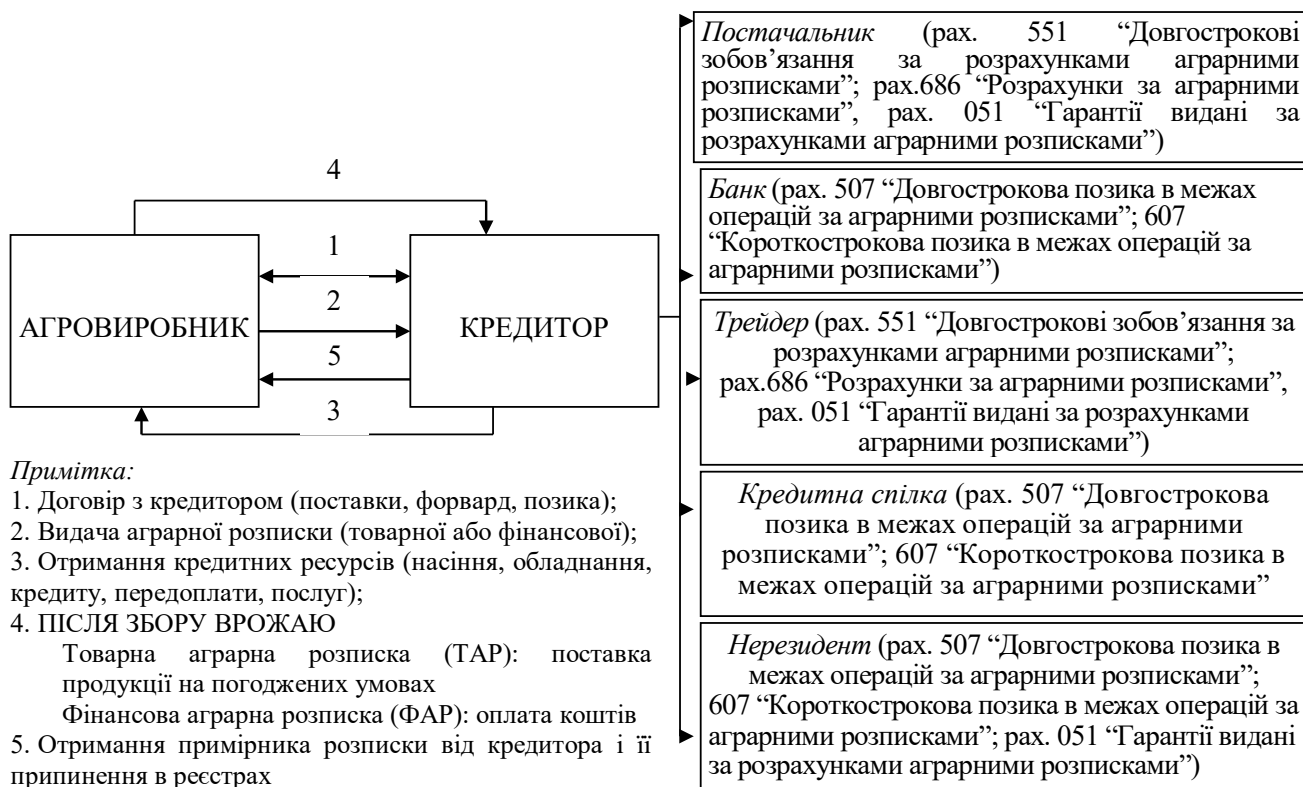 4
1
2
5
3
АГРОВИРОБНИК
КРЕДИТОР
Примітка:
1. Договір з кредитором (поставки, форвард, позика);
2. Видача аграрної розписки (товарної або фінансової);
3. Отримання кредитних ресурсів (насіння, обладнання,
кредиту, передоплати, послуг);
4. ПІСЛЯ ЗБОРУ ВРОЖАЮ
Товарна аграрна розписка (ТАР): поставка
продукції на погоджених умовах
Фінансова аграрна розписка (ФАР): оплата коштів
5. Отримання примірника розписки від кредитора і її
припинення в реєстрах
Постачальник (рах. 551 “Довгострокові
зобов’язання за розрахунками аграрними
розписками”; рах.686 “Розрахунки за аграрними
розписками”, рах. 051 “Гарантії видані за
розрахунками аграрними розписками”)
Банк (рах. 507 “Довгострокова позика в межах
операцій за аграрними розписками”; 607
“Короткострокова позика в межах операцій за
аграрними розписками”)
Трейдер (рах. 551 “Довгострокові зобов’язання за
розрахунками аграрними розписками”;
рах.686 “Розрахунки за аграрними розписками”,
рах. 051 “Гарантії видані за розрахунками
аграрними розписками”)
Кредитна спілка (рах. 507 “Довгострокова
позика в межах операцій за аграрними
розписками”; 607 “Короткострокова позика в
межах операцій за аграрними розписками”
Нерезидент (рах. 507 “Довгострокова позика в
межах операцій за аграрними розписками”;
607 “Короткострокова позика в межах операцій за
аграрними розписками”; рах. 051 “Гарантії видані
за розрахунками аграрними розписками”)